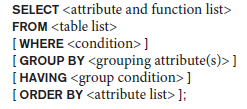 SELECT <attribute and function list>
FROM <table list>
[ WHERE <condition> ]
[ GROUP BY <grouping attribute(s)> ]
[ HAVING <group condition> ]
[ ORDER BY <attribute list> ];